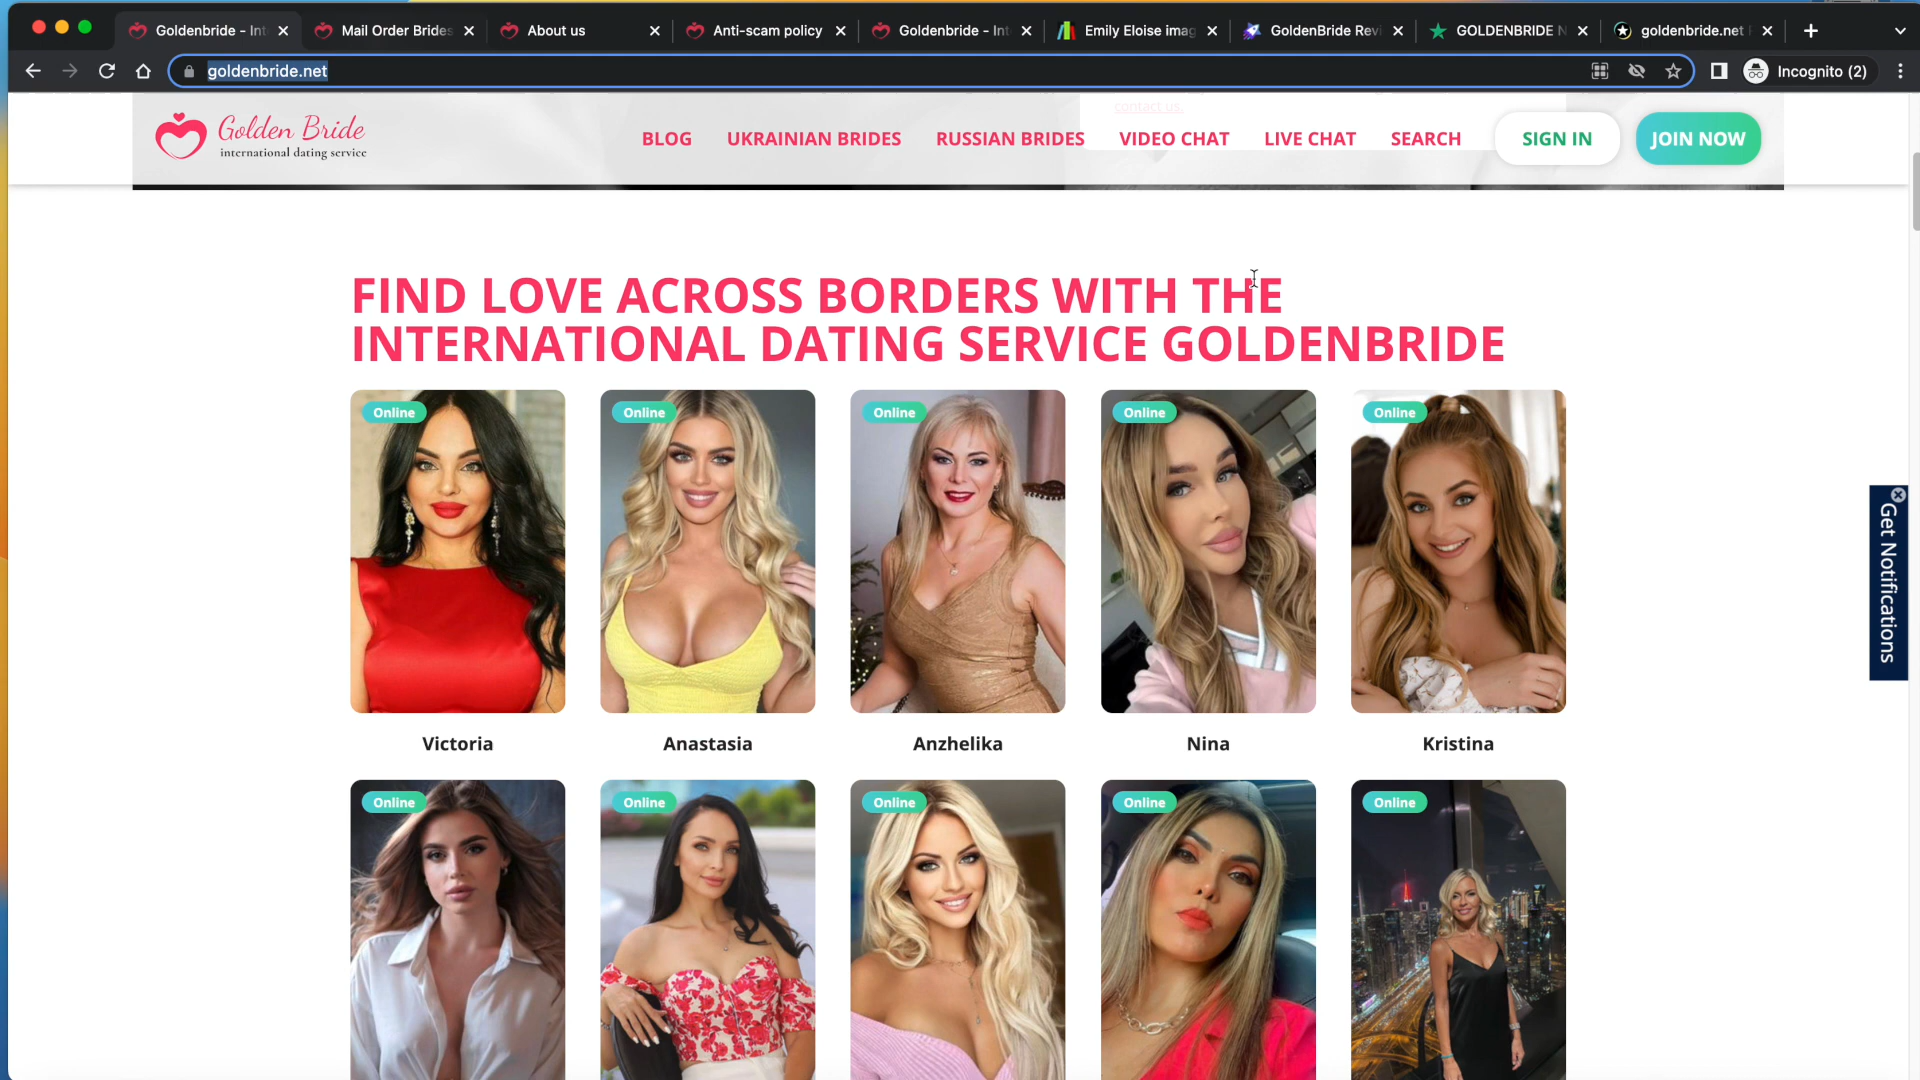 Goldenbride - Int
Mail Order Brides
About us
Anti-scam policy
Goldenbride - Int
Emily Eloise imag
GoldenBride Revi
GOLDENBRIDE N
goldenbride.net
goldenbride.net
Incognito (2)
contact us.
Golden Bride
international dating service
BLOG
UKRAINIAN BRIDES
RUSSIAN BRIDES
VIDEO CHAT
LIVE CHAT
SEARCH
SIGN IN
JOIN NOW
FIND LOVE ACROSS BORDERS WITH THE
INTERNATIONAL DATING SERVICE GOLDENBRIDE
Online
Online
Online
Online
Online
Get Notifications
Victoria
Anastasia
Anzhelika
Nina
Kristina
Online
Online
Online
Online
Online